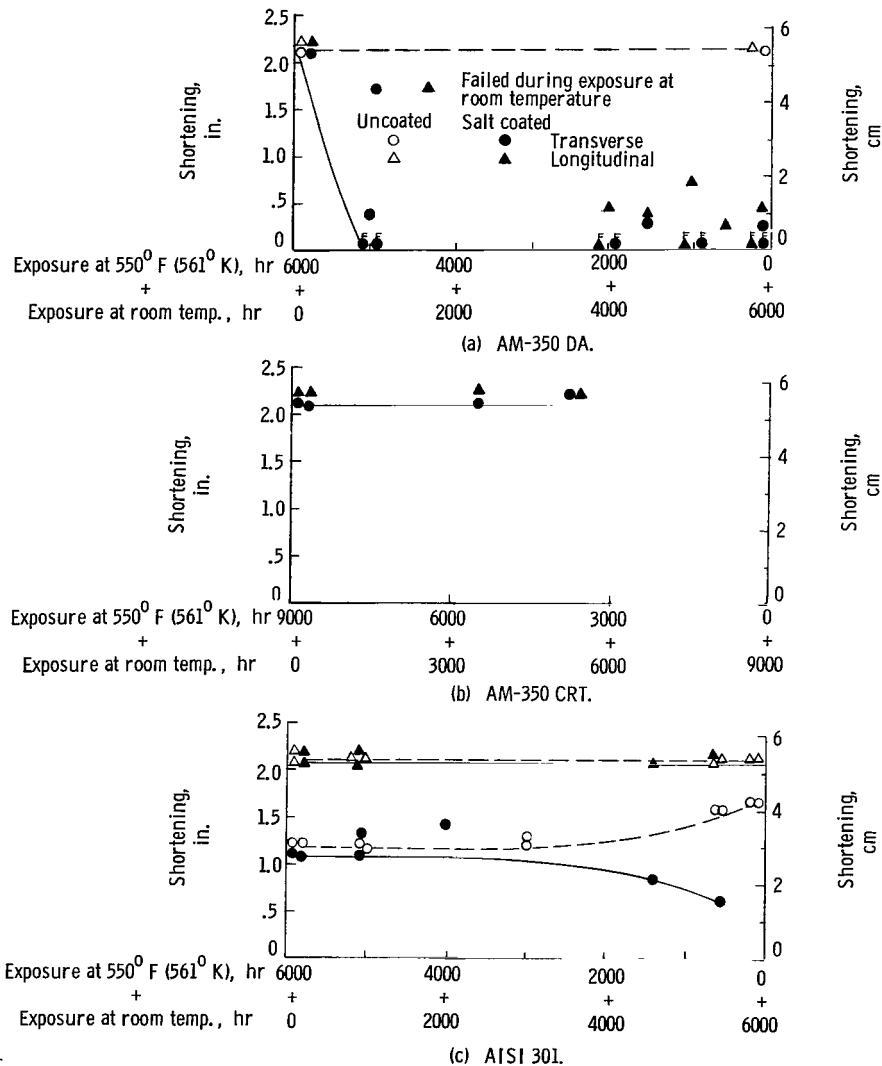 2.5
2.0
1.5
1.0
.5
0
Shortening,
in.
6
4
2
0
Shortening,
cm
Failed during exposure at
room temperature
Uncoated Salt coated
Transverse
Longitudinal
F F F F F F F F
Exposure at 550° F (561° K), hr 6000 4000 2000 0
+ + + + +
Exposure at room temp., hr 0 2000 4000 6000
(a) AM-350 DA.
2.5
2.0
1.5
1.0
.5
0
Shortening,
in.
6
4
2
0
Shortening,
cm
Exposure at 550° F (561° K), hr 9000 6000 3000 0
+ + + + +
Exposure at room temp., hr 0 3000 6000 9000
(b) AM-350 CRT.
2.5
2.0
1.5
1.0
.5
0
Shortening,
in.
6
4
2
0
Shortening,
cm
Exposure at 550° F (561° K), hr 6000 4000 2000 0
+ + + + +
Exposure at room temp., hr 0 2000 4000 6000
(c) AISI 301.